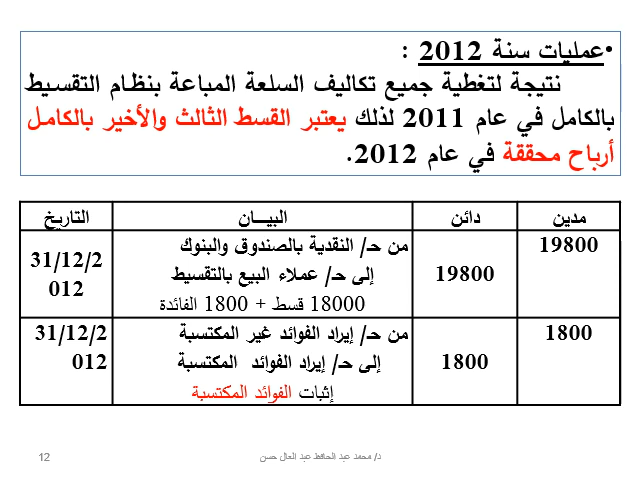 •عمليات سنة 2012 :
نتيجة لتغطية جميع تكاليف السلعة المباعة بنظام التقسيط
بالكامل في عام 2011 لذلك يعتبر القسط الثالث والأخير بالكامل
أرباح محققة في عام 2012.
مدين دائن البيـــان التاريخ
19800 من حـ/ النقدية بالصندوق والبنوك
19800 إلى حـ/ عملاء البيع بالتقسيط 31/12/2
012
18000 قسط + 1800 الفائدة
1800 من حـ/ إيراد الفوائد غير المكتسبة 31/12/2
1800 إلى حـ/ إيراد الفوائد المكتسبة 012
إثبات الفوائد المكتسبة
د/ محمد عبد الحافظ عبد العال حسن
12